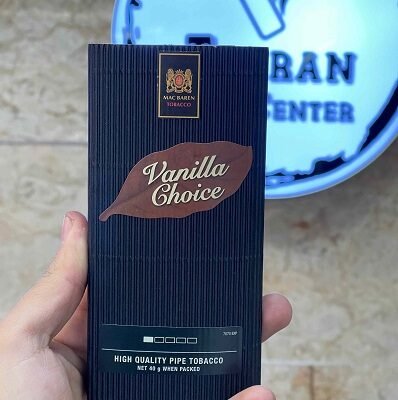 RAN
CENTER
MAC BAREN
TOBACCO
Vanilla
Choice
HIGH QUALITY PIPE TOBACCO
NET 40 g WHEN PACKED